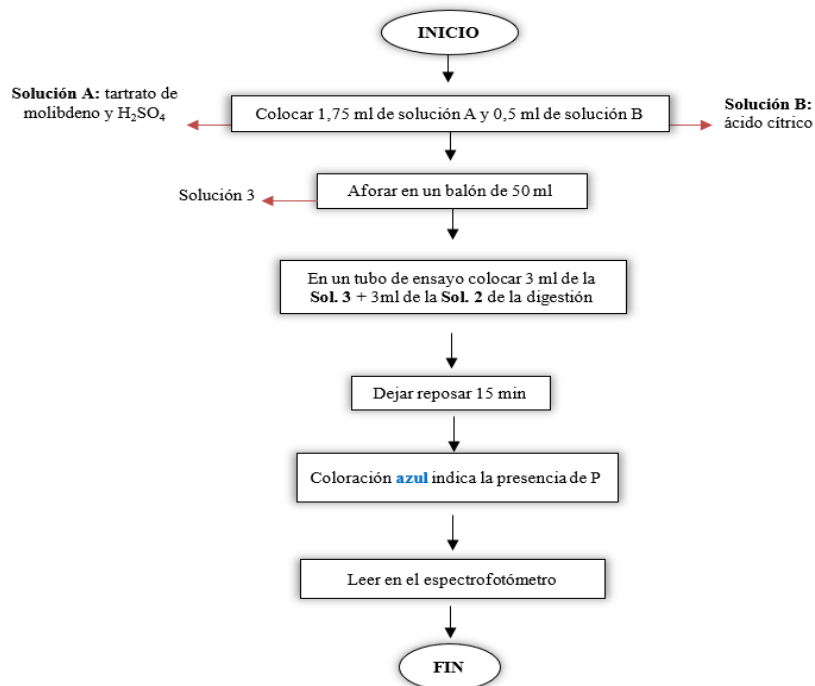 INICIO
Solución A: tartrato de
molibdeno y H₂SO₄
Colocar 1,75 ml de solución A y 0,5 ml de solución B
Solución B:
ácido cítrico
Solución 3
Aforar en un balón de 50 ml
En un tubo de ensayo colocar 3 ml de la
Sol. 3 + 3ml de la Sol. 2 de la digestión
Dejar reposar 15 min
Coloración azul indica la presencia de P
Leer en el espectrofotómetro
FIN